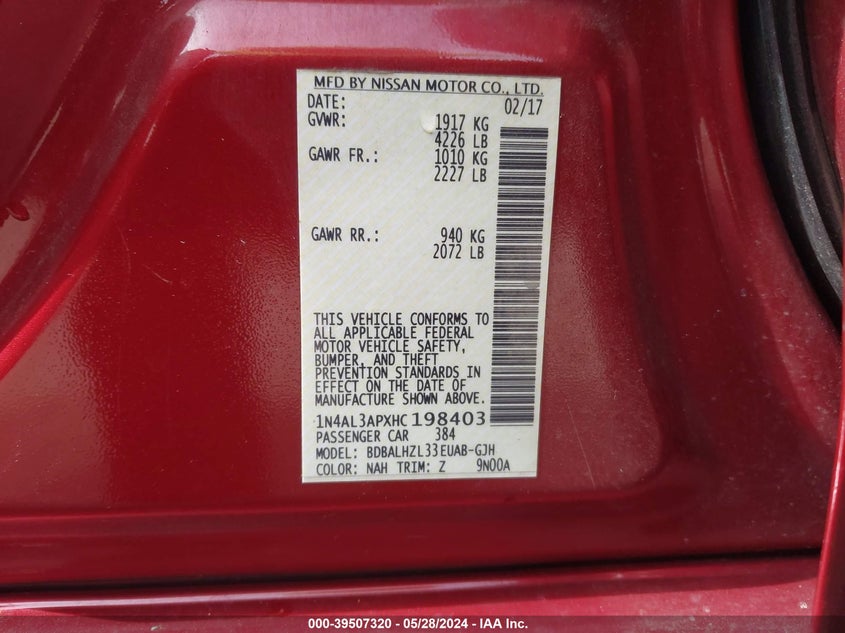 MFD BY NISSAN MOTOR CO., LTD.
DATE: 02/17
GVWR: 1917 KG
4226 LB
GAWR FR.: 1010 KG
2227 LB
GAWR RR.: 940 KG
2072 LB
THIS VEHICLE CONFORMS TO
ALL APPLICABLE FEDERAL
MOTOR VEHICLE SAFETY,
BUMPER, AND THEFT
PREVENTION STANDARDS IN
EFFECT ON THE DATE OF
MANUFACTURE SHOWN ABOVE.
1N4AL3APXHC198403
PASSENGER CAR 384
MODEL: BDBALHZL33EUAB-GJH
COLOR: NAH TRIM: Z 9N00A
000-39507320 - 05/28/2024 - IAA Inc.